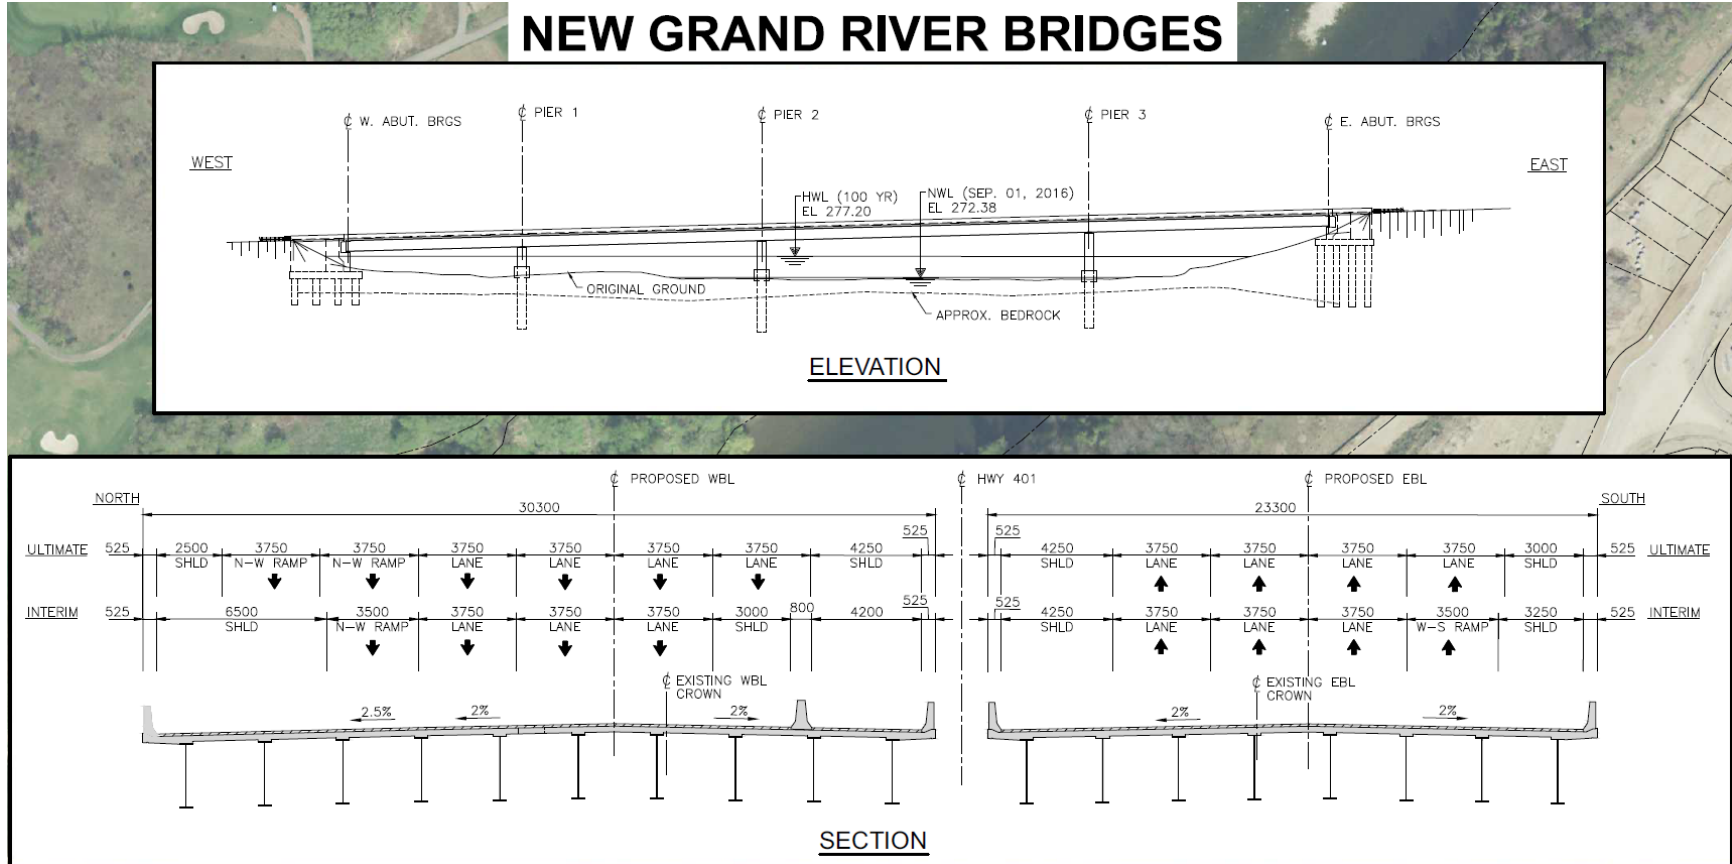 NEW GRAND RIVER BRIDGES
℄ W. ABUT. BRGS
℄ PIER 1
℄ PIER 2
℄ PIER 3
℄ E. ABUT. BRGS
WEST
EAST
HWL (100 YR)
EL 277.20
NWL (SEP. 01, 2016)
EL 272.38
ORIGINAL GROUND
APPROX. BEDROCK
ELEVATION
℄ PROPOSED WBL
℄ HWY 401
℄ PROPOSED EBL
NORTH
SOUTH
30300
23300
ULTIMATE 525 2500 3750 3750 3750 3750 3750 3750 4250 525 525 4250 3750 3750 3750 3750 3000 525 ULTIMATE
SHLD N-W RAMP N-W RAMP LANE LANE LANE LANE SHLD SHLD LANE LANE LANE LANE SHLD
INTERIM 525 6500 3500 3750 3750 3750 3000 800 4200 525 525 4250 3750 3750 3750 3500 3250 525 INTERIM
SHLD N-W RAMP LANE LANE LANE SHLD SHLD LANE LANE LANE W-S RAMP SHLD
℄ EXISTING WBL
CROWN
℄ EXISTING EBL
CROWN
2.5% 2% 2% 2% 2%
SECTION